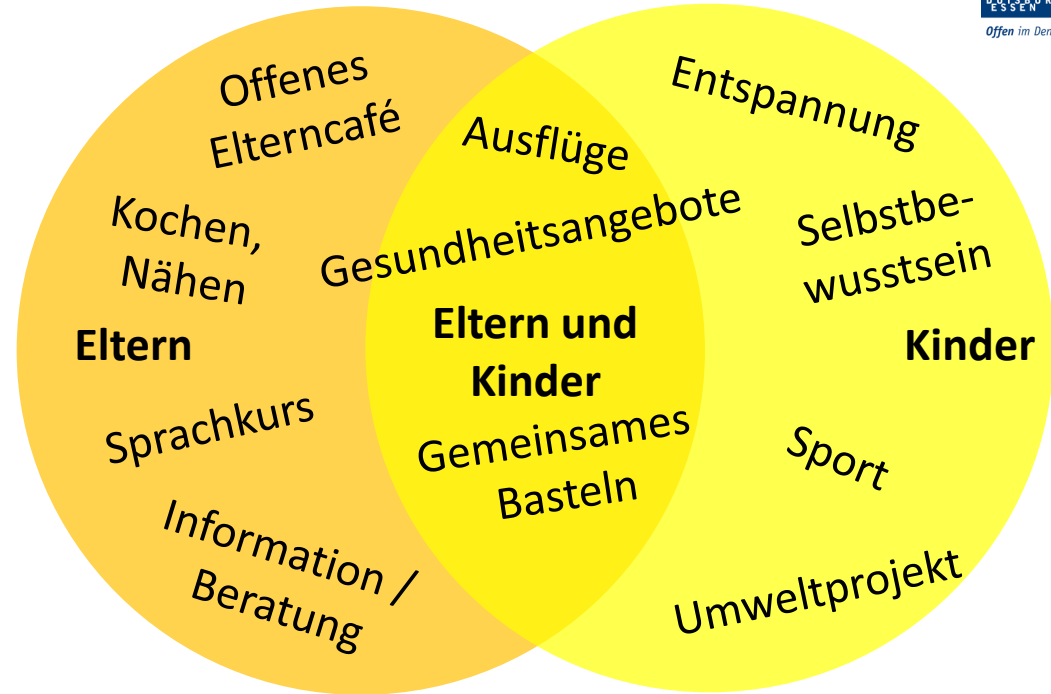 ESSEN
Offen im Den
Offenes
Elterncafé
Kochen,
Nähen
Eltern
Sprachkurs
Information /
Beratung
Ausflüge
Gesundheitsangebote
Eltern und
Kinder
Gemeinsames
Basteln
Entspannung
Selbstbe-
wusstsein
Kinder
Sport
Umweltprojekt